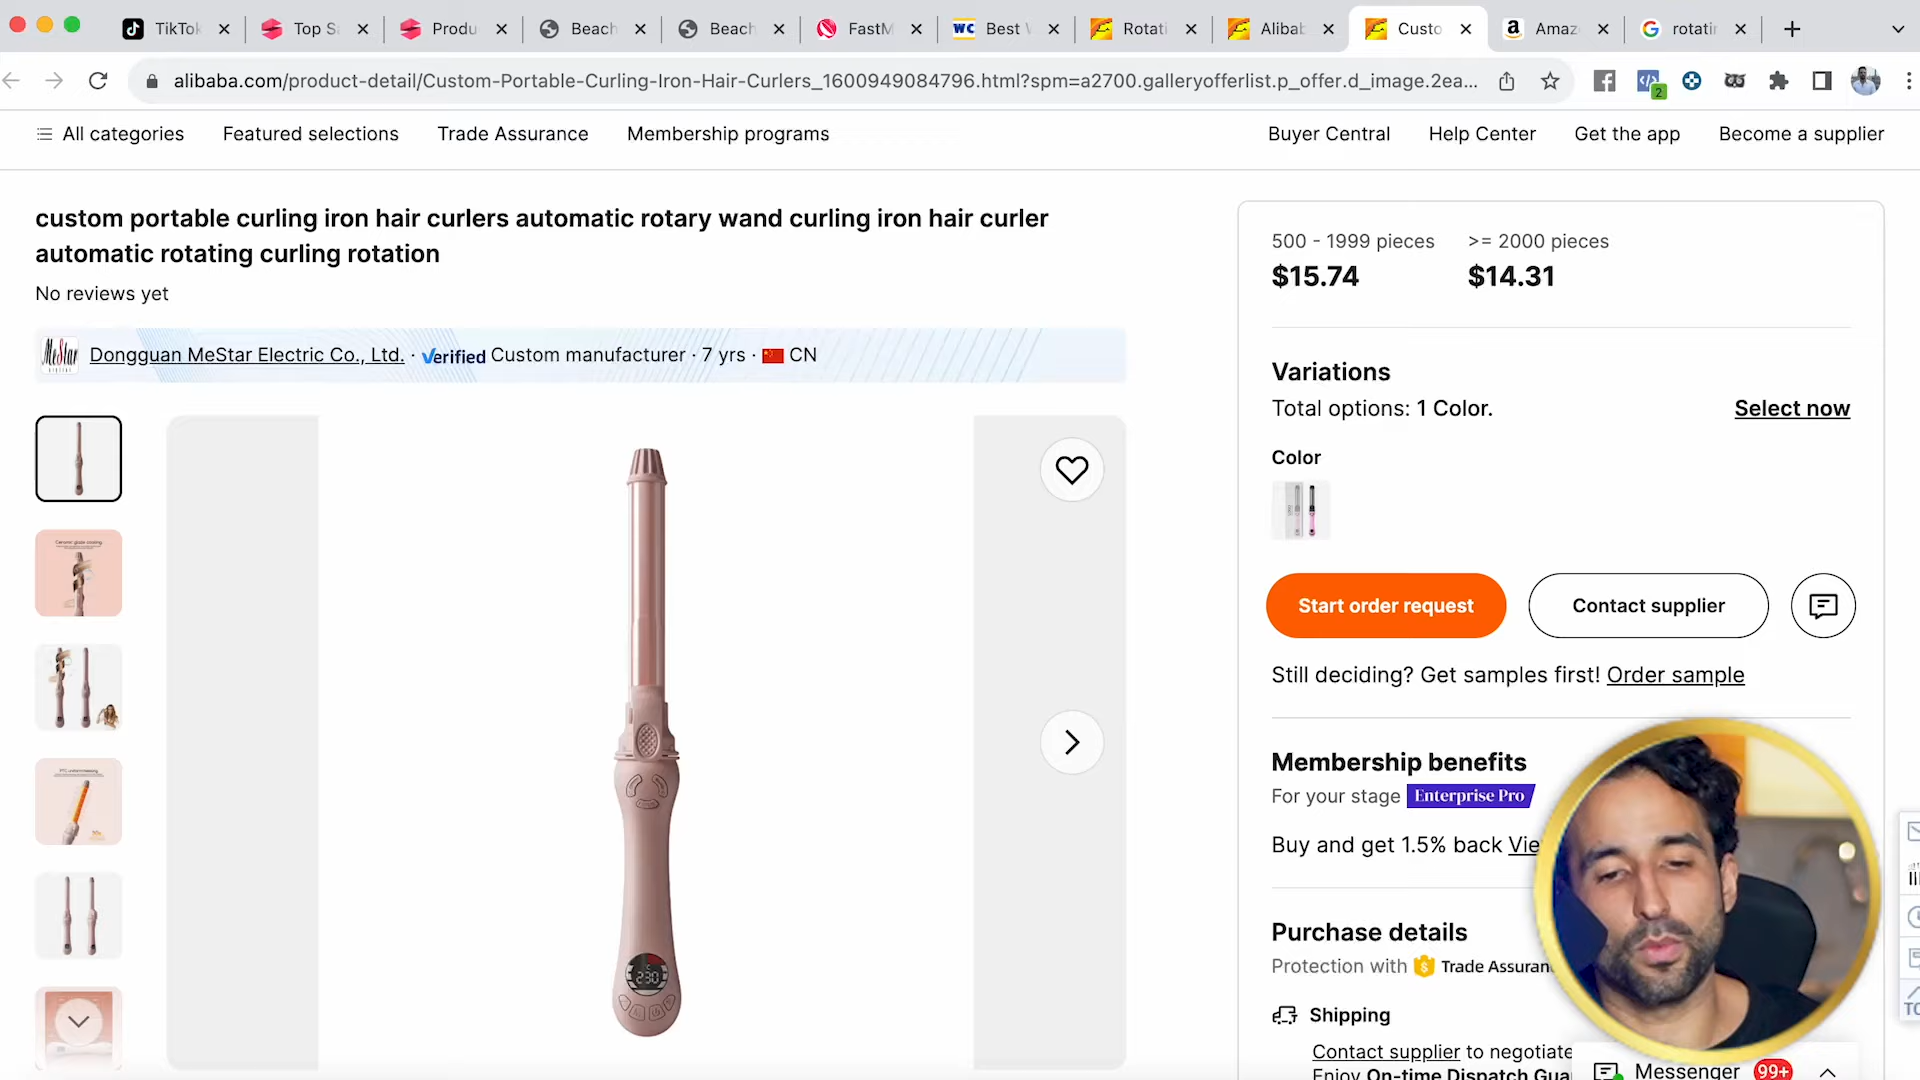 TikTok
Top S
Produ
Beach
Beach
FastM
WC Best
Rotati
Alibab
Custo
Amaz
rotatin
alibaba.com/product-detail/Custom-Portable-Curling-Iron-Hair-Curlers_1600949084796.html?spm=a2700.galleryofferlist.p_offer.d_image.2ea...
2
All categories
Featured selections
Trade Assurance
Membership programs
Buyer Central
Help Center
Get the app
Become a supplier
custom portable curling iron hair curlers automatic rotary wand curling iron hair curler
automatic rotating curling rotation
No reviews yet
MeStar
Dongguan MeStar Electric Co., Ltd. · Verified Custom manufacturer · 7 yrs · CN
230
500 - 1999 pieces
>= 2000 pieces
$15.74
$14.31
Variations
Total options: 1 Color.
Select now
Color
Start order request
Contact supplier
Still deciding? Get samples first! Order sample
Membership benefits
For your stage Enterprise Pro
Buy and get 1.5% back Vie
Purchase details
Protection with Trade Assuran
Shipping
Contact supplier to negotiate
Enjoy On-time Dispatch Gua
Messenger 99+